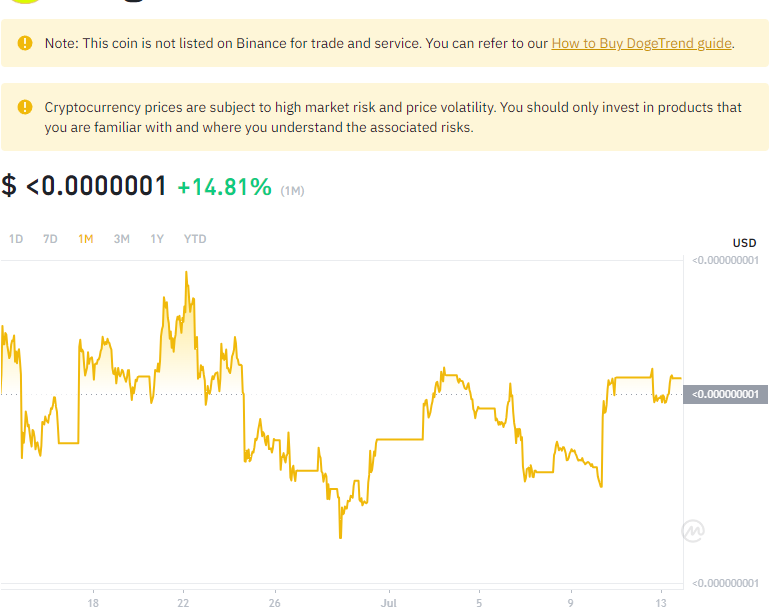 Note: This coin is not listed on Binance for trade and service. You can refer to our How to Buy DogeTrend guide.
Cryptocurrency prices are subject to high market risk and price volatility. You should only invest in products that
you are familiar with and where you understand the associated risks.
$ <0.0000001 +14.81% (1M)
1D 7D 1M 3M 1Y YTD
USD
<0.000000001
<0.000000001
<0.000000001
18 22 26 Jul 5 9 13